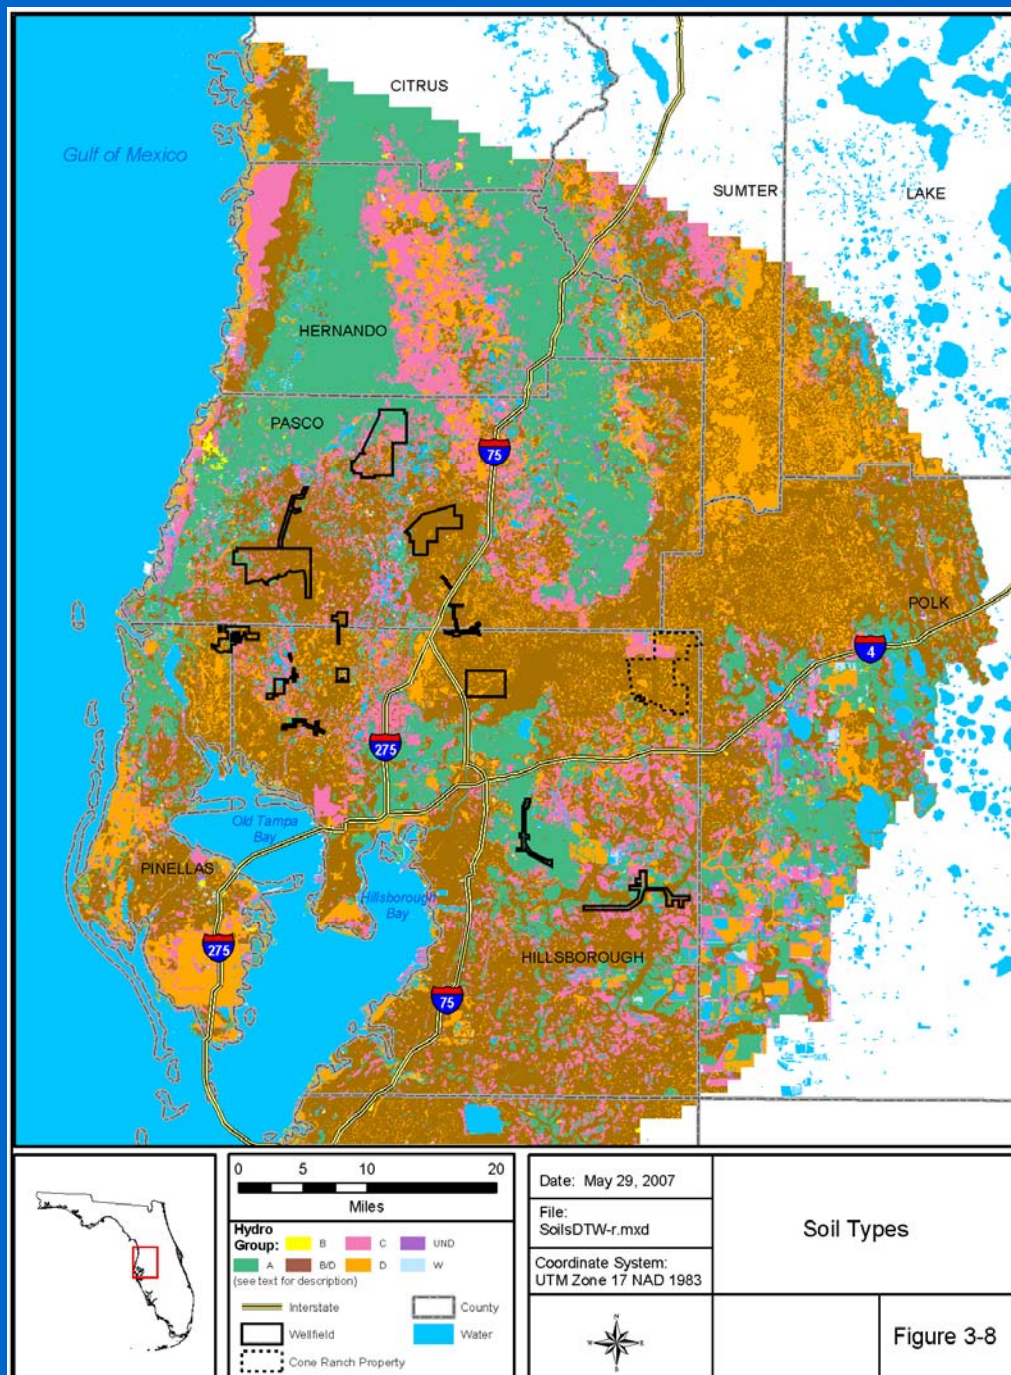 CITRUS
Gulf of Mexico
SUMTER
LAKE
HERNANDO
PASCO
75
POLK
4
275
Old Tampa
Bay
PINELLAS
Hillsborough
Bay
275
HILLSBOROUGH
75
0 5 10 20
Miles
Hydro
Group:
B C UND
A B/D D W
(see text for description)
Interstate County
Wellfield Water
Cone Ranch Property
Date: May 29, 2007
File:
SoilsDTW-r.mxd
Coordinate System:
UTM Zone 17 NAD 1983
N
W E
S
Soil Types
Figure 3-8